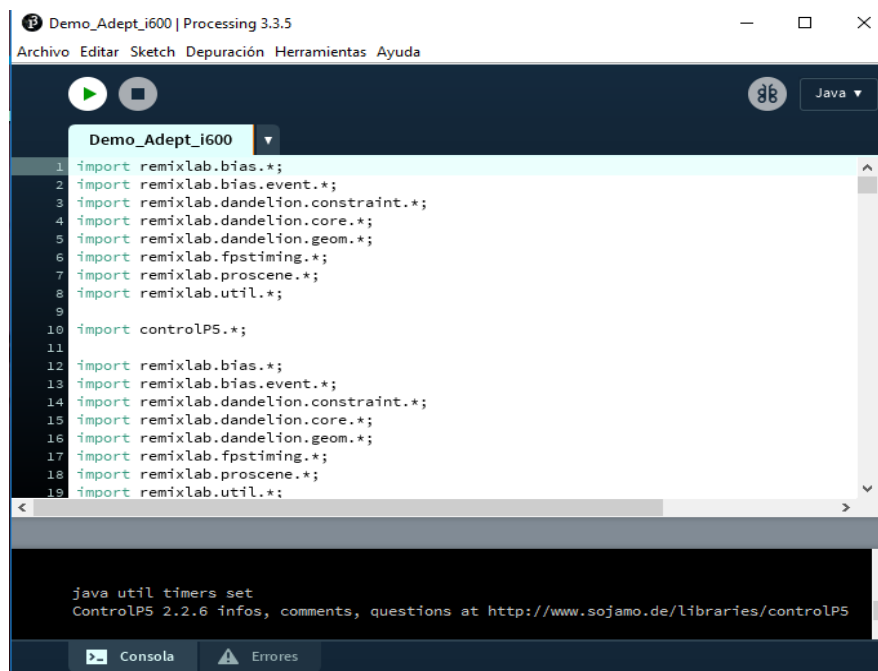 Demo_Adept_i600 | Processing 3.3.5
Archivo Editar Sketch Depuración Herramientas Ayuda
Java ▼
Demo_Adept_i600 ▼
1 import remixlab.bias.*;
2 import remixlab.bias.event.*;
3 import remixlab.dandelion.constraint.*;
4 import remixlab.dandelion.core.*;
5 import remixlab.dandelion.geom.*;
6 import remixlab.fpstiming.*;
7 import remixlab.proscene.*;
8 import remixlab.util.*;
9
10 import controlP5.*;
11
12 import remixlab.bias.*;
13 import remixlab.bias.event.*;
14 import remixlab.dandelion.constraint.*;
15 import remixlab.dandelion.core.*;
16 import remixlab.dandelion.geom.*;
17 import remixlab.fpstiming.*;
18 import remixlab.proscene.*;
19 import remixlab.util.*;
java util timers set
ControlP5 2.2.6 infos, comments, questions at http://www.sojamo.de/libraries/controlP5
Consola Errores